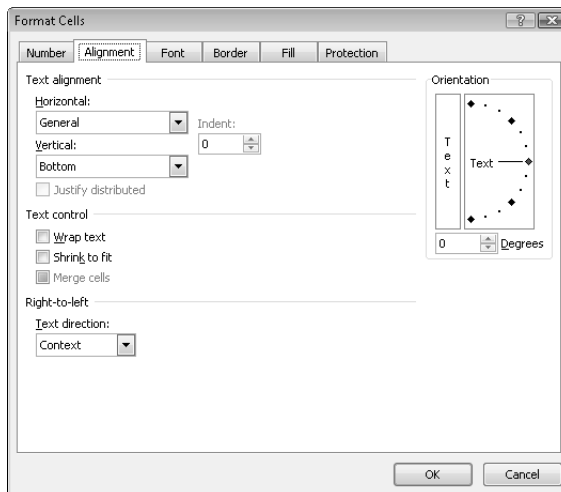 Format Cells
Number Alignment Font Border Fill Protection
Text alignment
Horizontal:
General
Indent:
0
Vertical:
Bottom
Justify distributed
Text control
Wrap text
Shrink to fit
Merge cells
Right-to-left
Text direction:
Context
Orientation
Text
Text
0 Degrees
OK Cancel